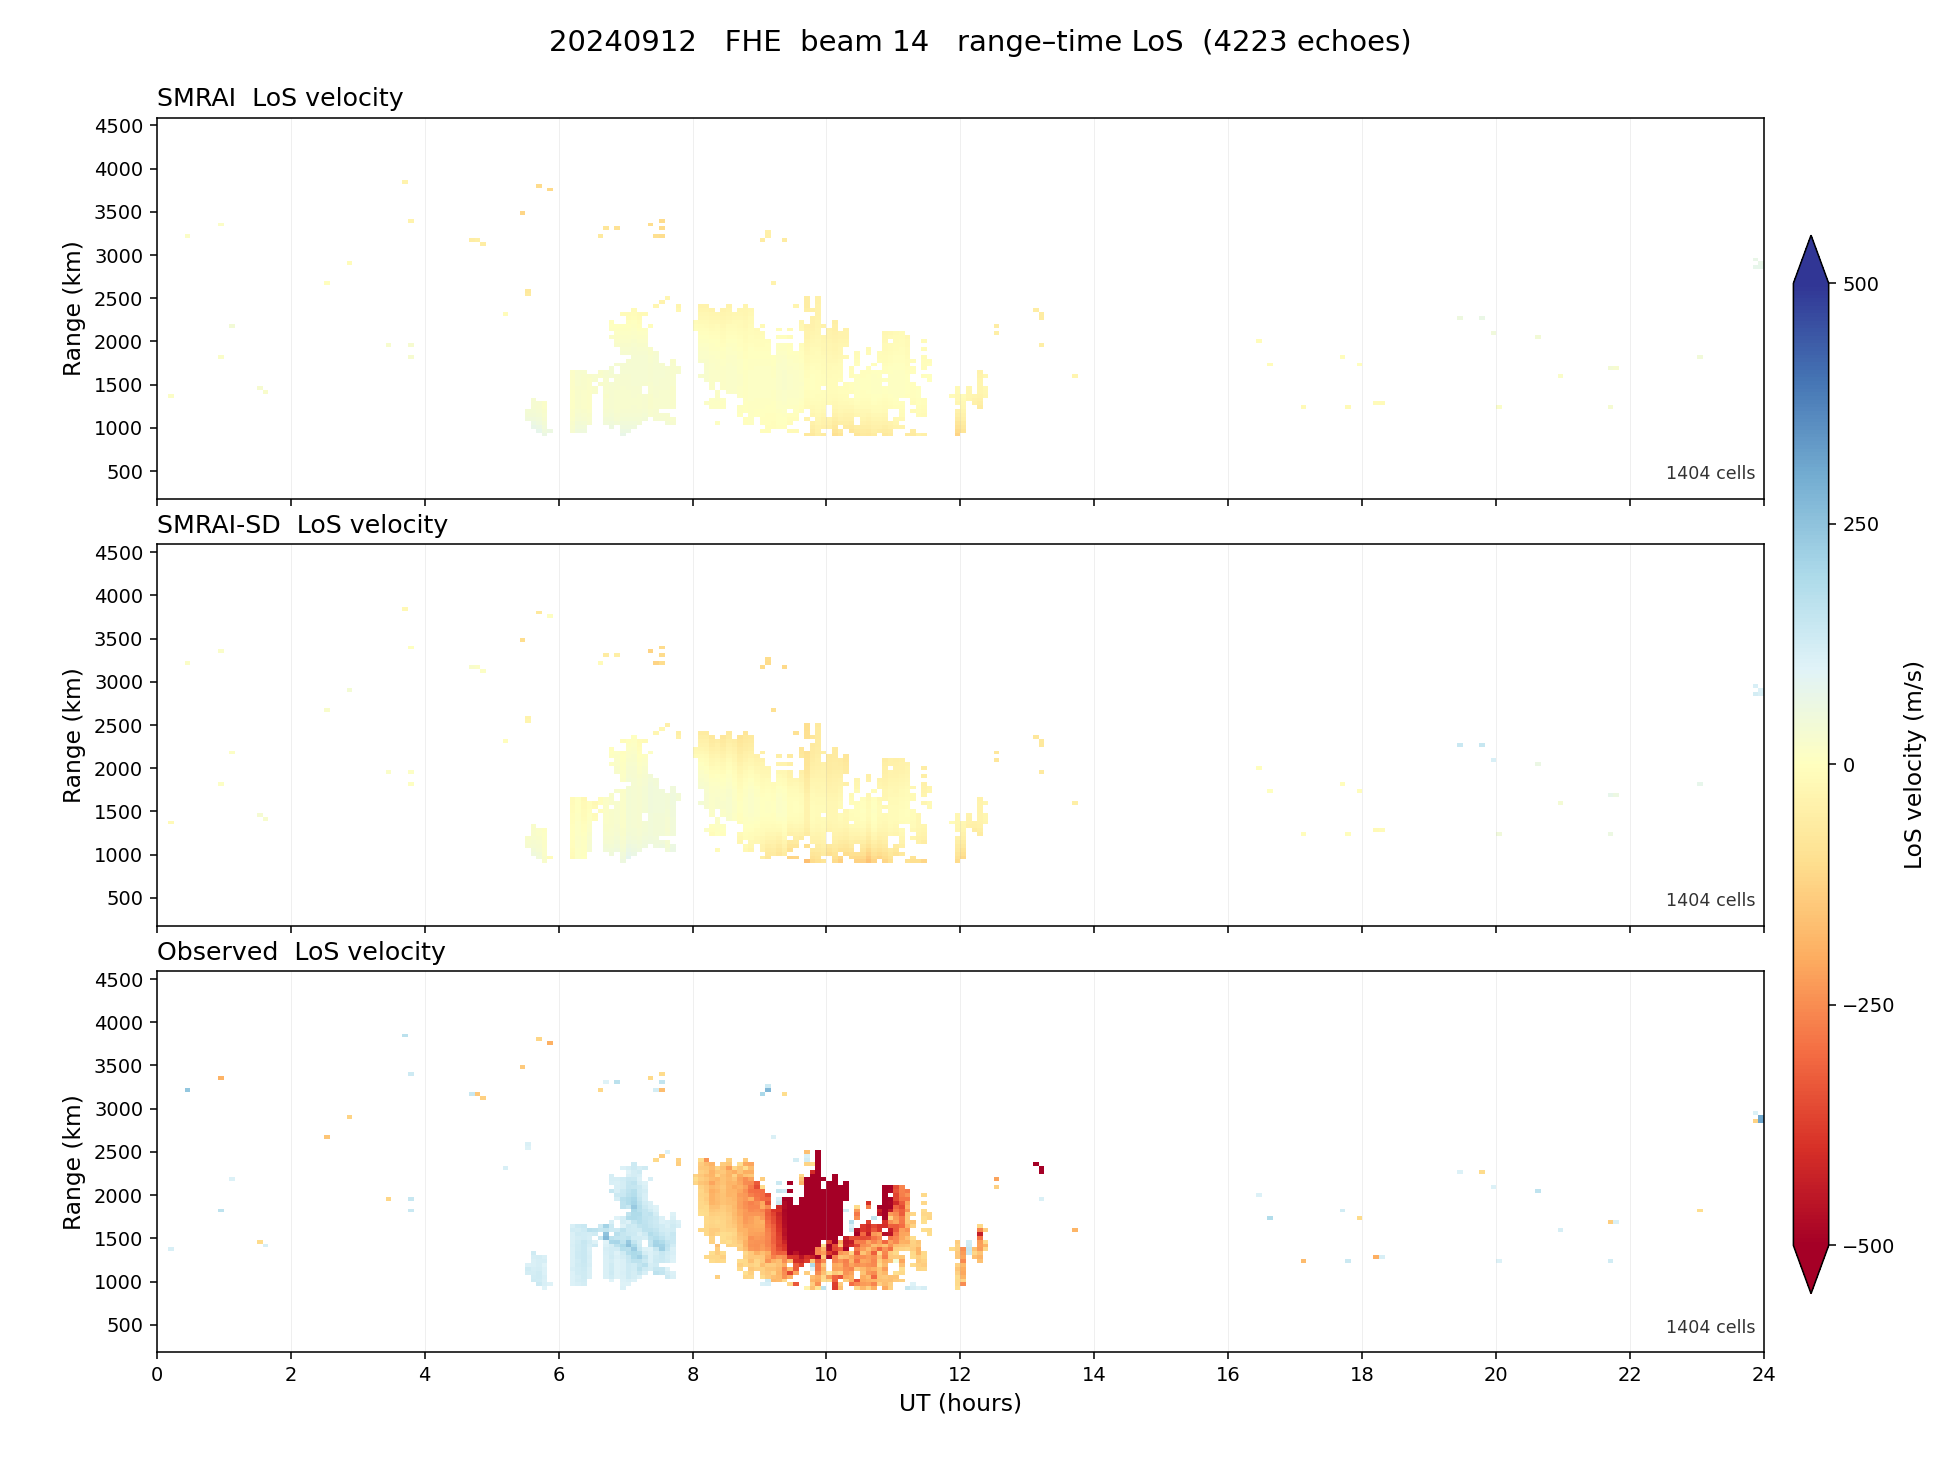 20240912   FHE  beam 14   range–time LoS  (4223 echoes)
SMRAI  LoS velocity
4500
4000
3500
3000
2500
2000
1500
1000
500
Range (km)
1404 cells
SMRAI-SD  LoS velocity
4500
4000
3500
3000
2500
2000
1500
1000
500
Range (km)
1404 cells
Observed  LoS velocity
4500
4000
3500
3000
2500
2000
1500
1000
500
Range (km)
1404 cells
0 2 4 6 8 10 12 14 16 18 20 22 24
UT (hours)
500
250
0
−250
−500
LoS velocity (m/s)